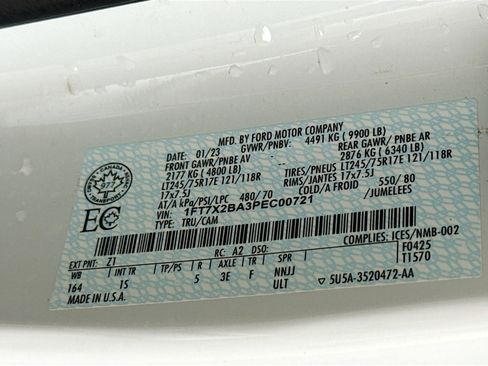 MFD. BY FORD MOTOR COMPANY
DATE: 01/23 GVWR/PNBV: 4491 KG ( 9900 LB)
FRONT GAWR/PNBE AV REAR GAWR/ PNBE AR
2177 KG ( 4800 LB) 2876 KG ( 6340 LB)
LT245/75R17E 121/118R LT245/75R17E 121/118R
17x7.5J RIMS/JANTES 17x7.5J
AT/A kPa/PSI/LPC 480/ 70 COLD/A FROID 550/ 80
VIN: 1FT7X2BA3PEC00721 /JUMELEES
TYPE: TRU/CAM
CANADA
TRANSPORT
EC
COMPLIANT: ICES/NMB-002
EXT PNT: Z1 RC: A2 DSO: F0425
WB INT TR TP/PS R AXLE TR SPR T1570
164 15 5 3E F NNJJ
MADE IN U.S.A. ULT 5U5A-3520472-AA